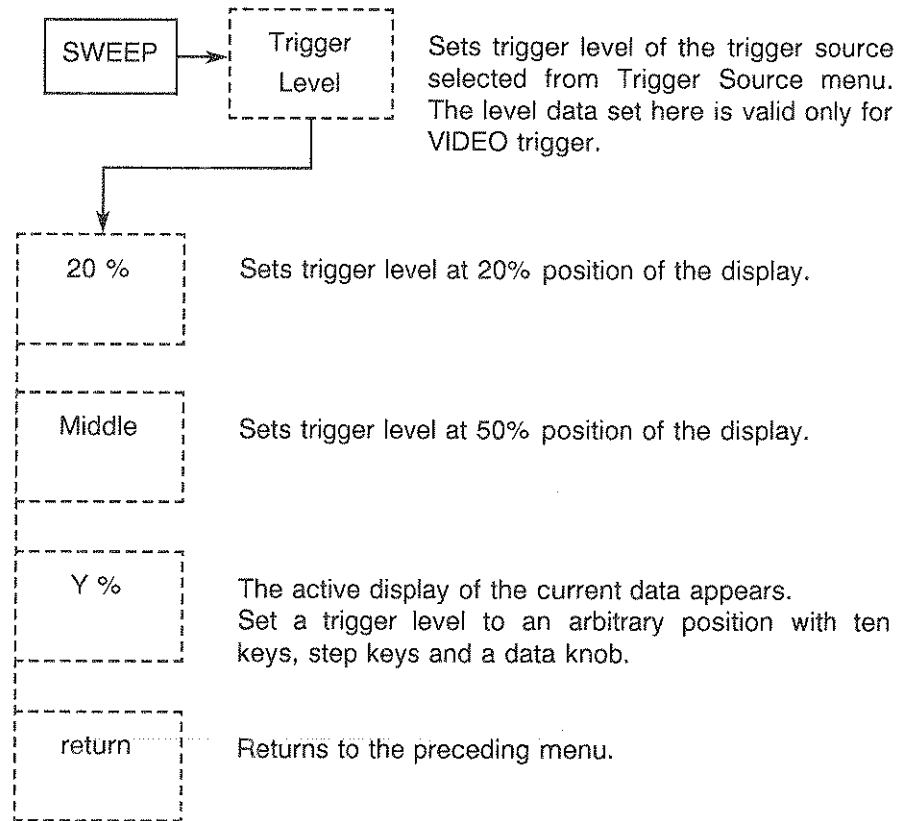 SWEEP
Trigger
Level
Sets trigger level of the trigger source
selected from Trigger Source menu.
The level data set here is valid only for
VIDEO trigger.
20 %
Sets trigger level at 20% position of the display.
Middle
Sets trigger level at 50% position of the display.
Y %
The active display of the current data appears.
Set a trigger level to an arbitrary position with ten
keys, step keys and a data knob.
return
Returns to the preceding menu.